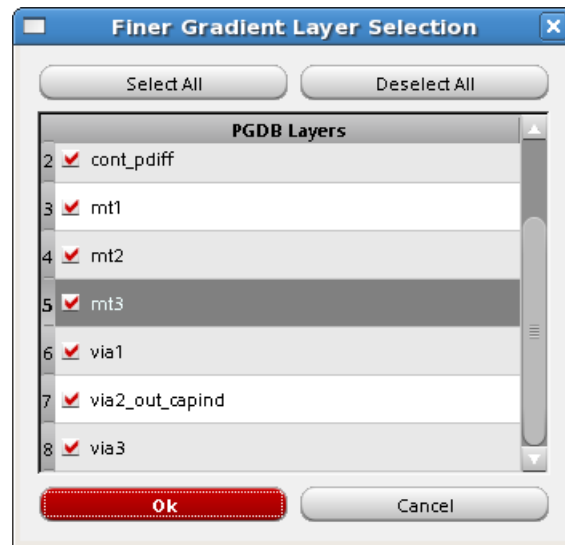 Finer Gradient Layer Selection
Select All Deselect All
PGDB Layers
2 cont_pdiff
3 mt1
4 mt2
5 mt3
6 via1
7 via2_out_capind
8 via3
Ok Cancel